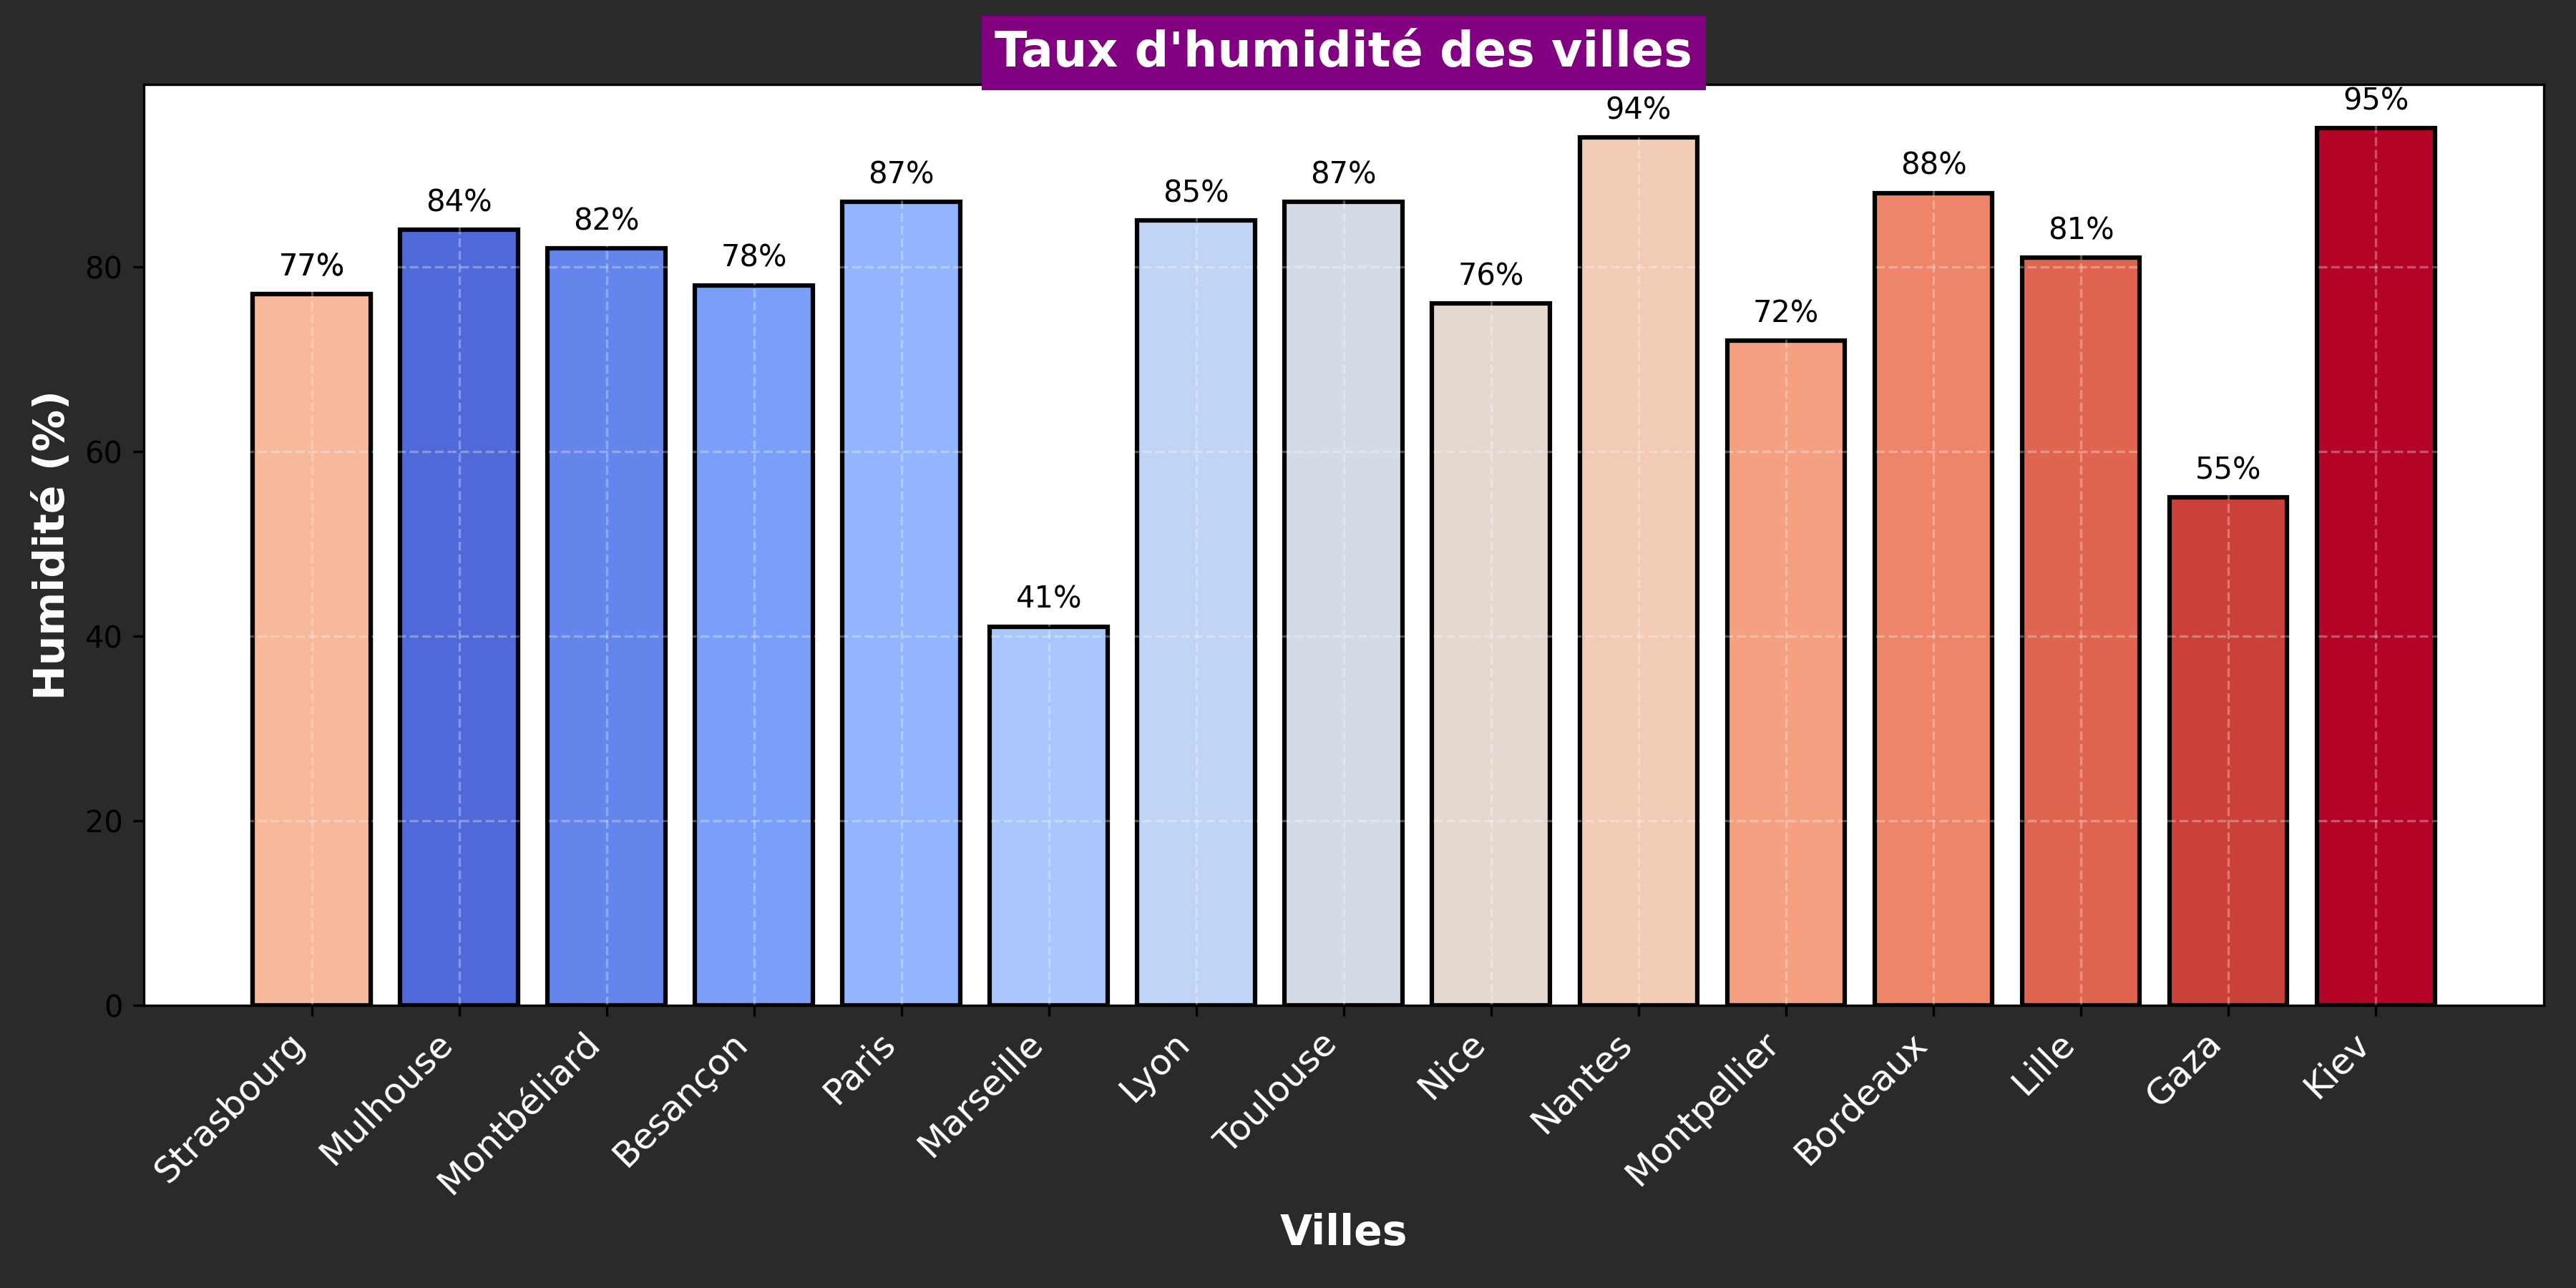 Taux d'humidité des villes
Humidité (%)
80
60
40
20
0
77%
84%
82%
78%
87%
41%
85%
87%
76%
94%
72%
88%
81%
55%
95%
Strasbourg
Mulhouse
Montbéliard
Besançon
Paris
Marseille
Lyon
Toulouse
Nice
Nantes
Montpellier
Bordeaux
Lille
Gaza
Kiev
Villes